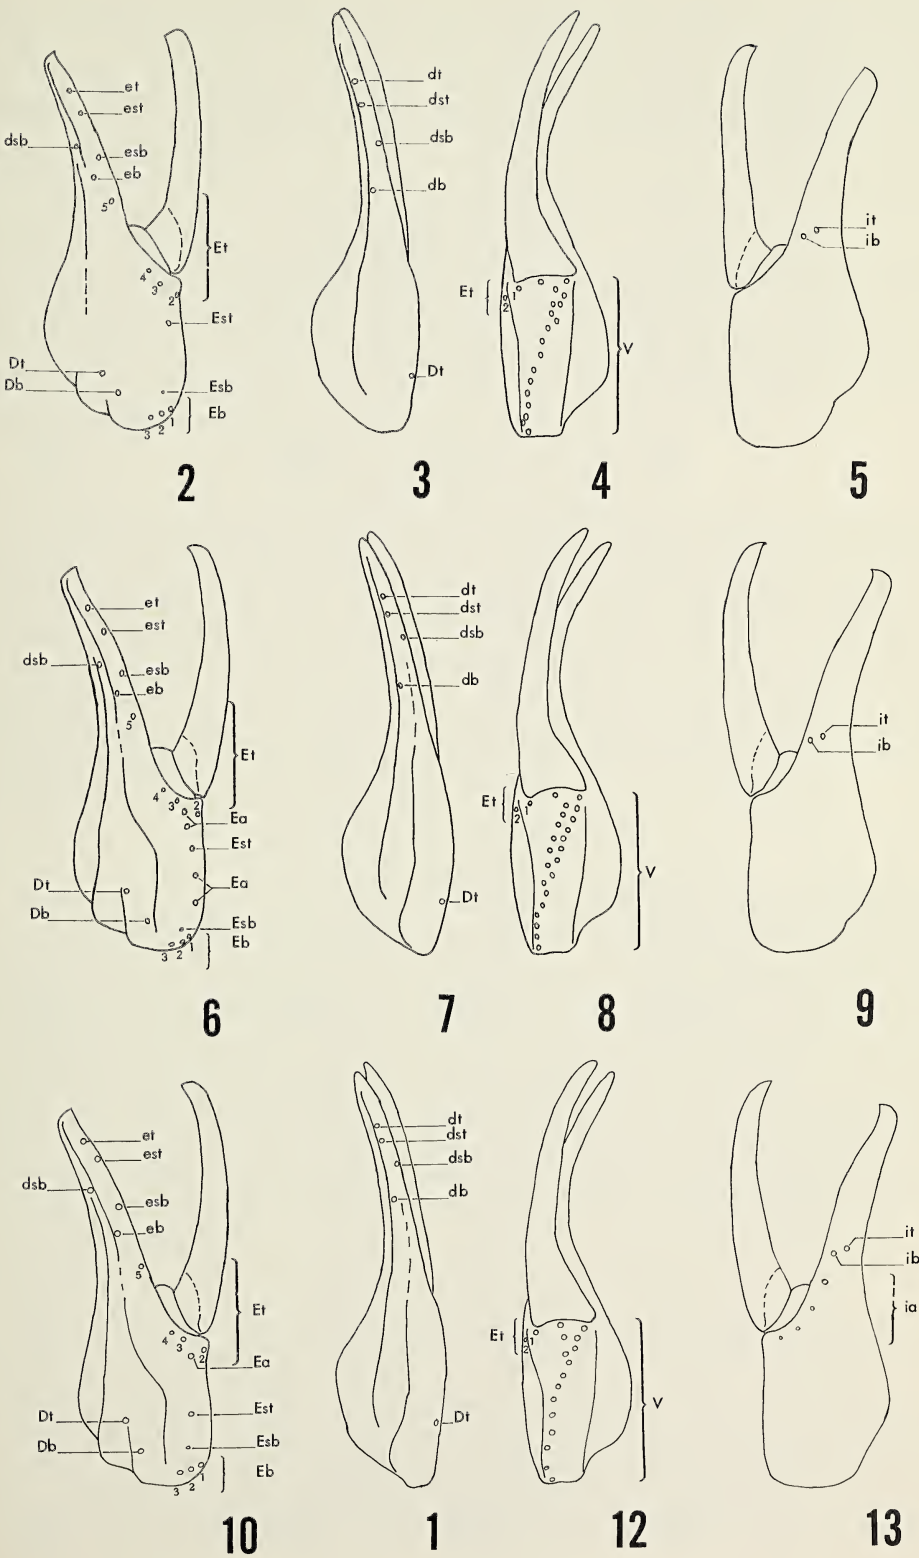 et
est
dsb
esb
eb
5
Et
4
3
2
Est
Dt
Db
Esb
Eb
1
2
3
2
dt
dst
dsb
db
Dt
3
Et
1
2
V
4
it
ib
5
et
est
dsb
esb
eb
5
Et
4
3
2
Ea
Est
Dt
Ea
Db
Esb
Eb
3 2 1
6
dt
dst
dsb
db
Dt
7
Et
1
2
V
8
it
ib
9
et
est
dsb
esb
eb
5
Et
4
3
2
Ea
Est
Dt
Db
Esb
Eb
3 2 1
10
dt
dst
dsb
db
Dt
1
Et
1
2
V
12
it
ib
ia
13